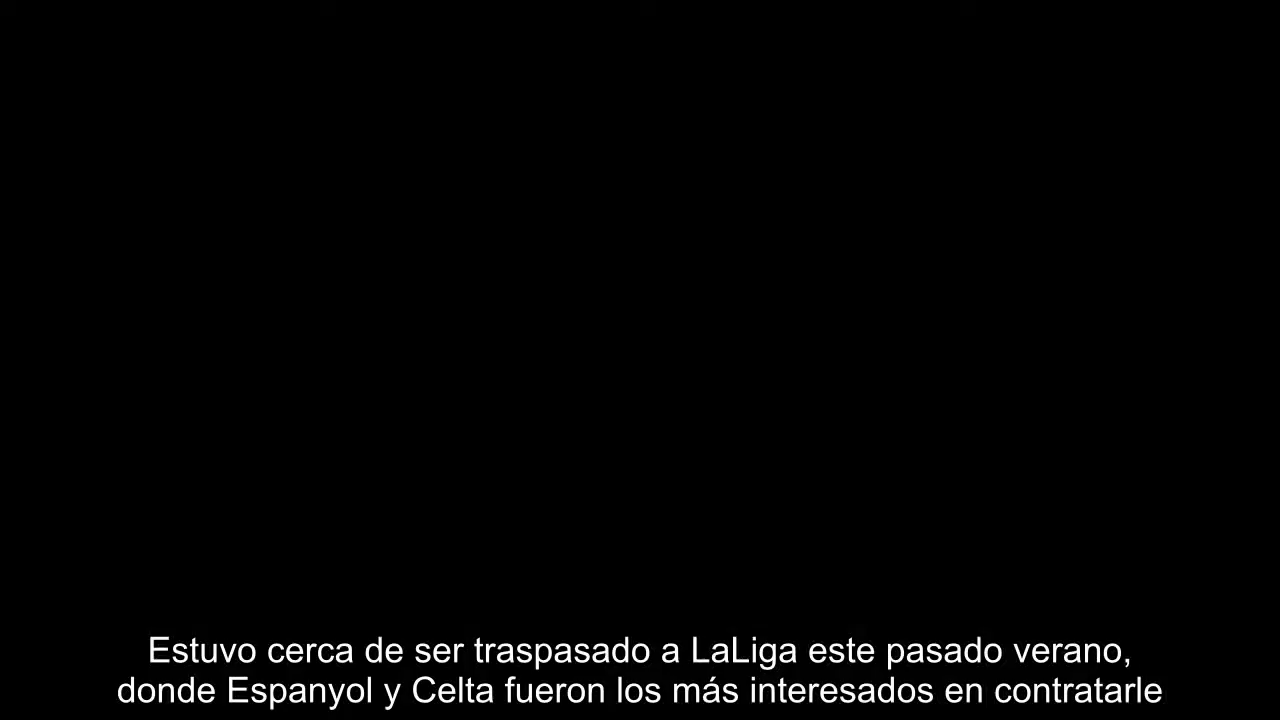 Estuvo cerca de ser traspasado a LaLiga este pasado verano,
donde Espanyol y Celta fueron los más interesados en contratarle